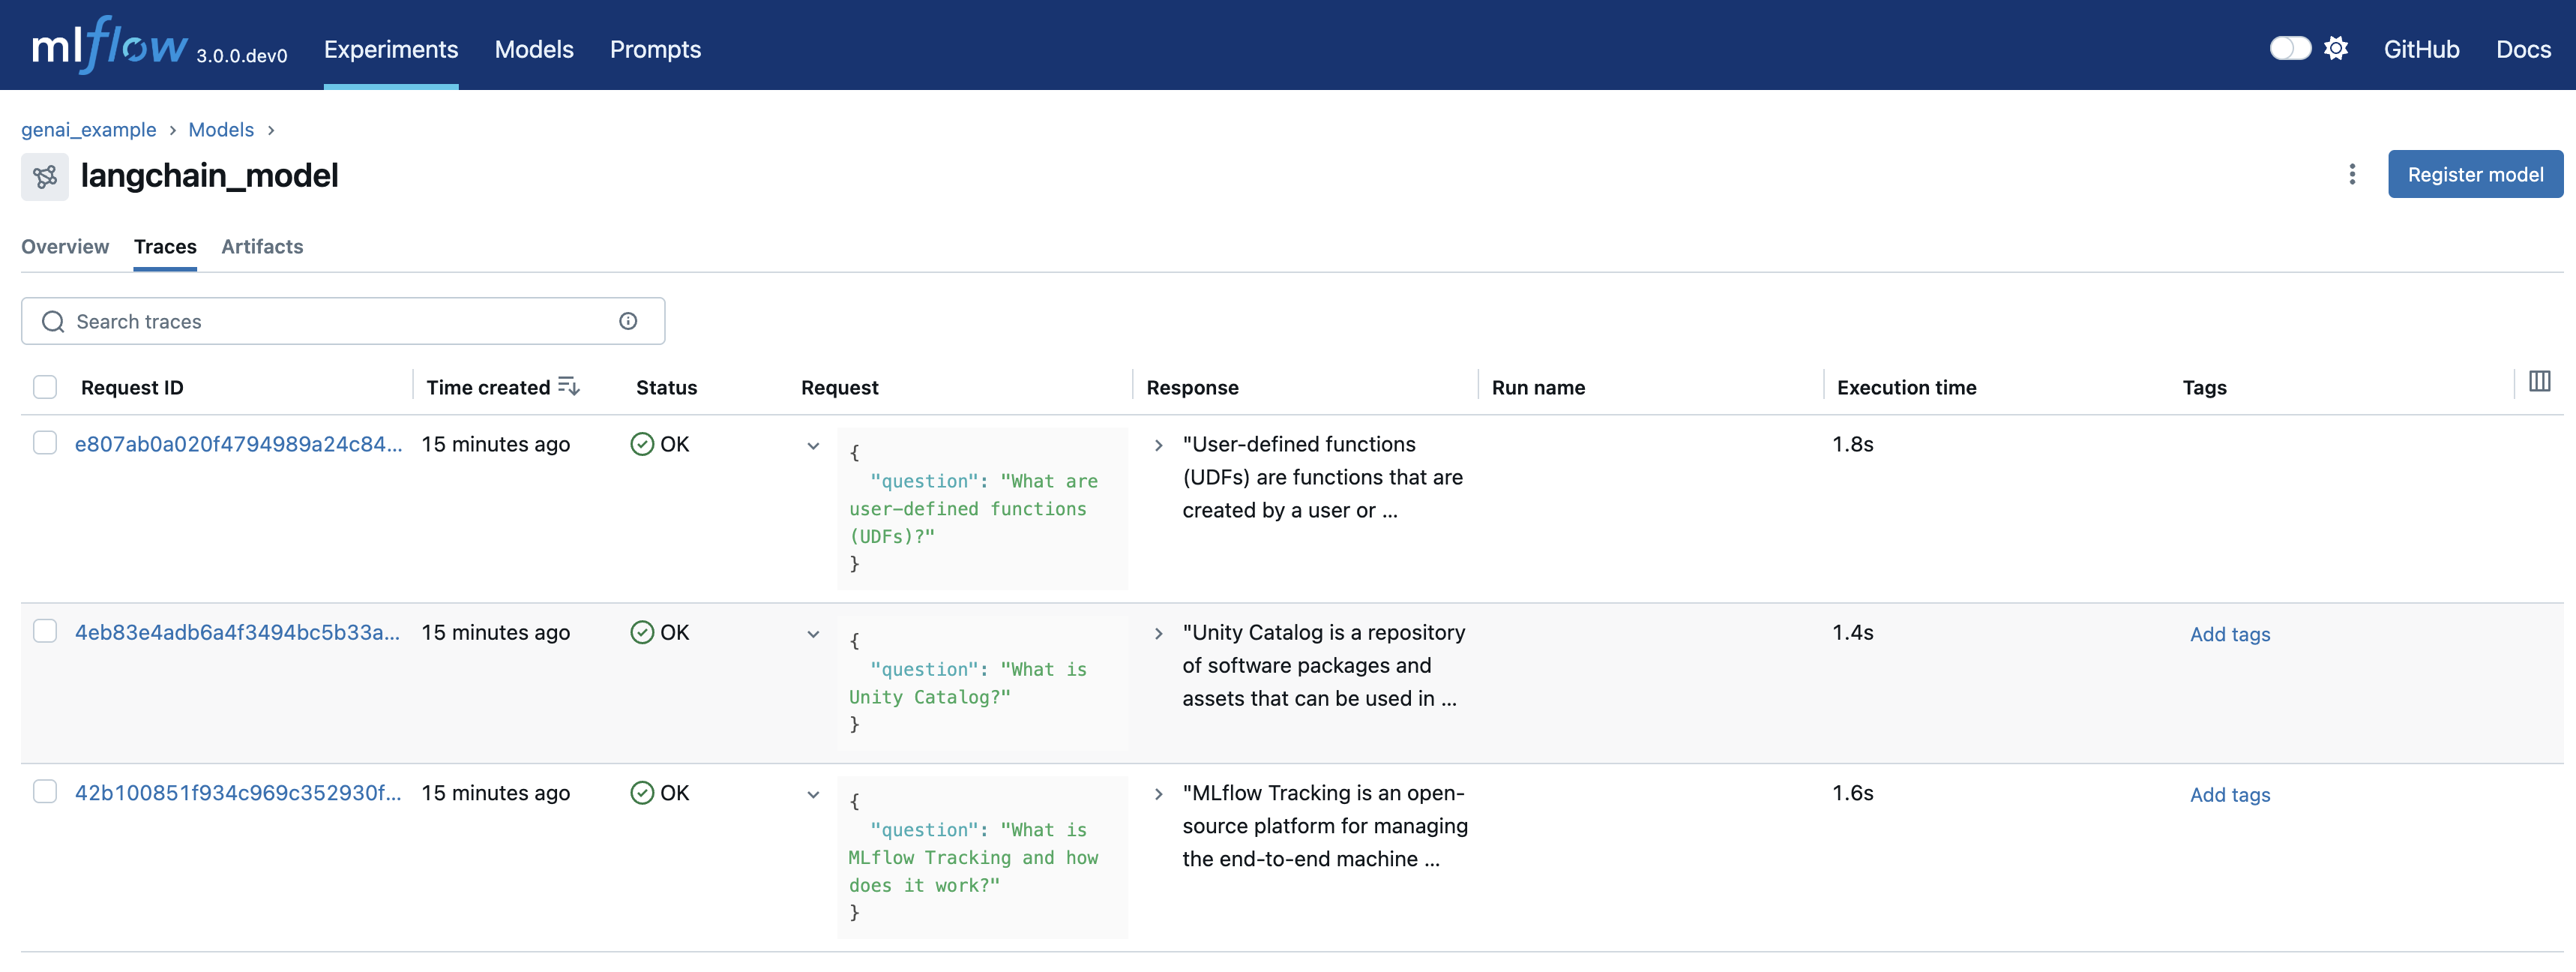 mlflow 3.0.0.dev0 Experiments Models Prompts GitHub Docs
genai_example › Models ›
langchain_model
Register model
Overview Traces Artifacts
Search traces
Request ID Time created Status Request Response Run name Execution time Tags
e807ab0a020f4794989a24c84... 15 minutes ago OK
{
"question": "What are
user-defined functions
(UDFs)?"
}
"User-defined functions
(UDFs) are functions that are
created by a user or ...
1.8s
4eb83e4adb6a4f3494bc5b33a... 15 minutes ago OK
{
"question": "What is
Unity Catalog?"
}
"Unity Catalog is a repository
of software packages and
assets that can be used in ...
1.4s
Add tags
42b100851f934c969c352930f... 15 minutes ago OK
{
"question": "What is
MLflow Tracking and how
does it work?"
}
"MLflow Tracking is an open-
source platform for managing
the end-to-end machine ...
1.6s
Add tags